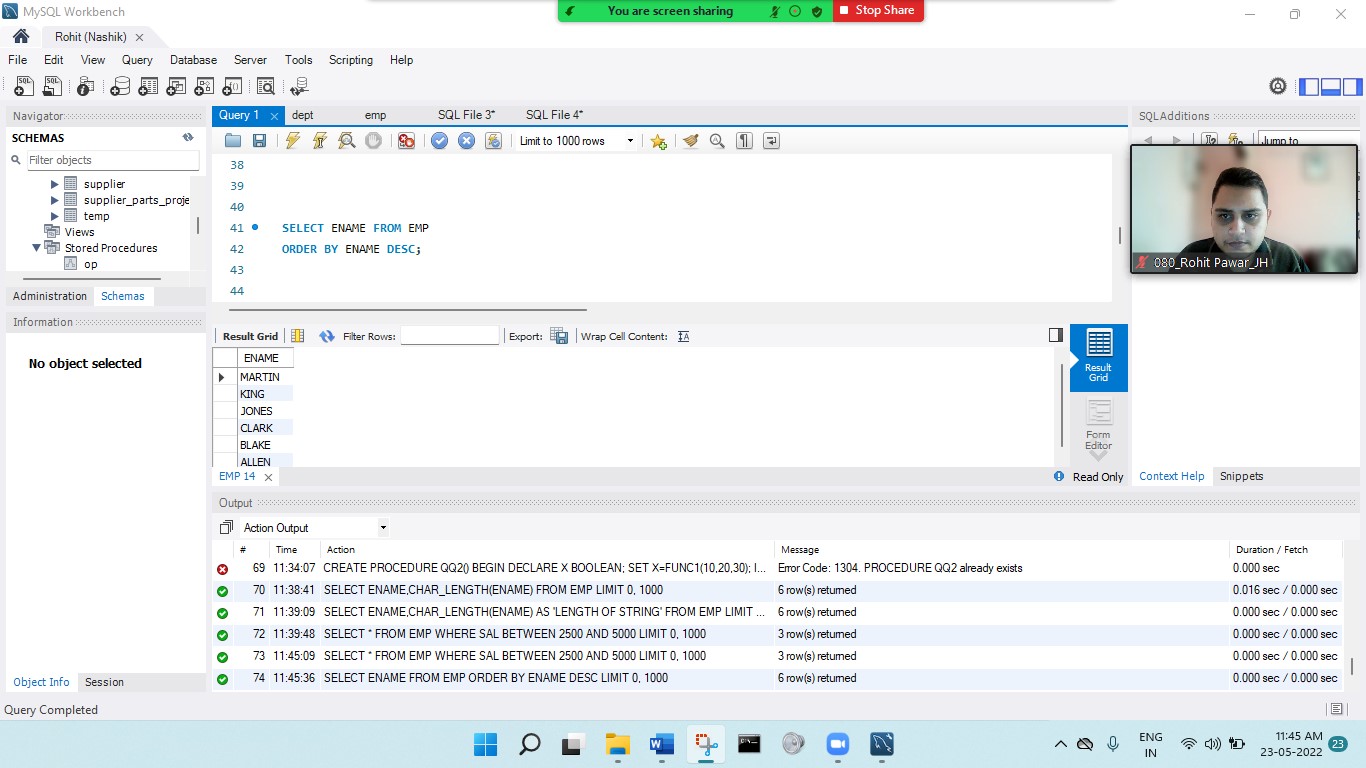 MySQL Workbench
You are screen sharing
Stop Share
Rohit (Nashik)
File Edit View Query Database Server Tools Scripting Help
Navigator
SCHEMAS
Filter objects
supplier
supplier_parts_proje
temp
Views
Stored Procedures
op
Administration Schemas
Information
No object selected
Object Info Session
Query 1 dept emp SQL File 3* SQL File 4*
Limit to 1000 rows
38
39
40
41 SELECT ENAME FROM EMP
42 ORDER BY ENAME DESC;
43
44
Result Grid Filter Rows: Export: Wrap Cell Content:
ENAME
MARTIN
KING
JONES
CLARK
BLAKE
ALLEN
Result
Grid
Form
Editor
EMP 14
Read Only
SQLAdditions
Jump to
080_Rohit Pawar_JH
Context Help Snippets
Output
Action Output
# Time Action Message Duration / Fetch
69 11:34:07 CREATE PROCEDURE QQ2() BEGIN DECLARE X BOOLEAN; SET X=FUNC1(10,20,30); I... Error Code: 1304. PROCEDURE QQ2 already exists 0.000 sec
70 11:38:41 SELECT ENAME,CHAR_LENGTH(ENAME) FROM EMP LIMIT 0, 1000 6 row(s) returned 0.016 sec / 0.000 sec
71 11:39:09 SELECT ENAME,CHAR_LENGTH(ENAME) AS 'LENGTH OF STRING' FROM EMP LIMIT ... 6 row(s) returned 0.000 sec / 0.000 sec
72 11:39:48 SELECT * FROM EMP WHERE SAL BETWEEN 2500 AND 5000 LIMIT 0, 1000 3 row(s) returned 0.000 sec / 0.000 sec
73 11:45:09 SELECT * FROM EMP WHERE SAL BETWEEN 2500 AND 5000 LIMIT 0, 1000 3 row(s) returned 0.000 sec / 0.000 sec
74 11:45:36 SELECT ENAME FROM EMP ORDER BY ENAME DESC LIMIT 0, 1000 6 row(s) returned 0.000 sec / 0.000 sec
Query Completed
ENG
IN
11:45 AM
23-05-2022
23